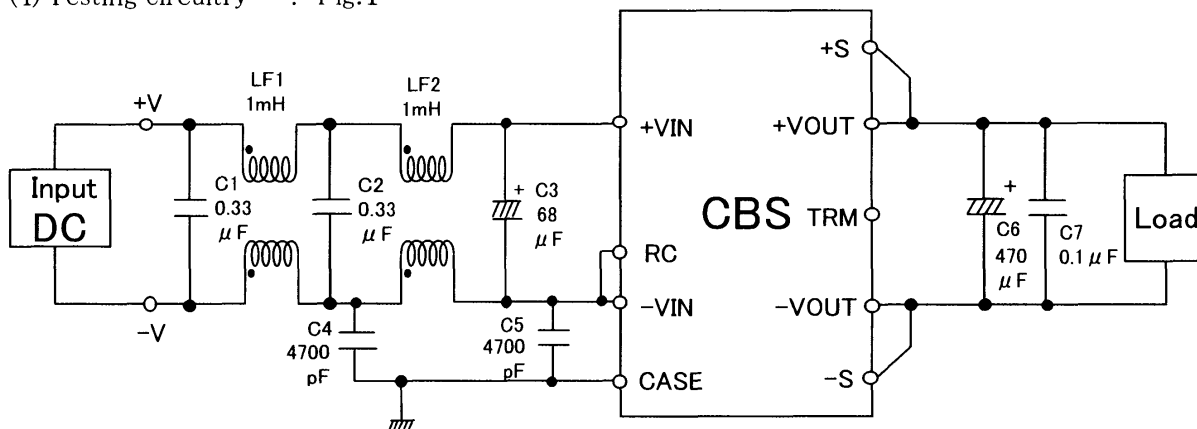 (1) Testing circuitry : Fig.1
+S
LF1
1mH
LF2
1mH
+V
+VIN
+VOUT
Input
DC
C1
0.33
μF
C2
0.33
μF
+
C3
68
μF
CBS
TRM
+
C6
470
μF
C7
0.1μF
Load
RC
-V
-VIN
-VOUT
C4
4700
pF
C5
4700
pF
CASE
-S